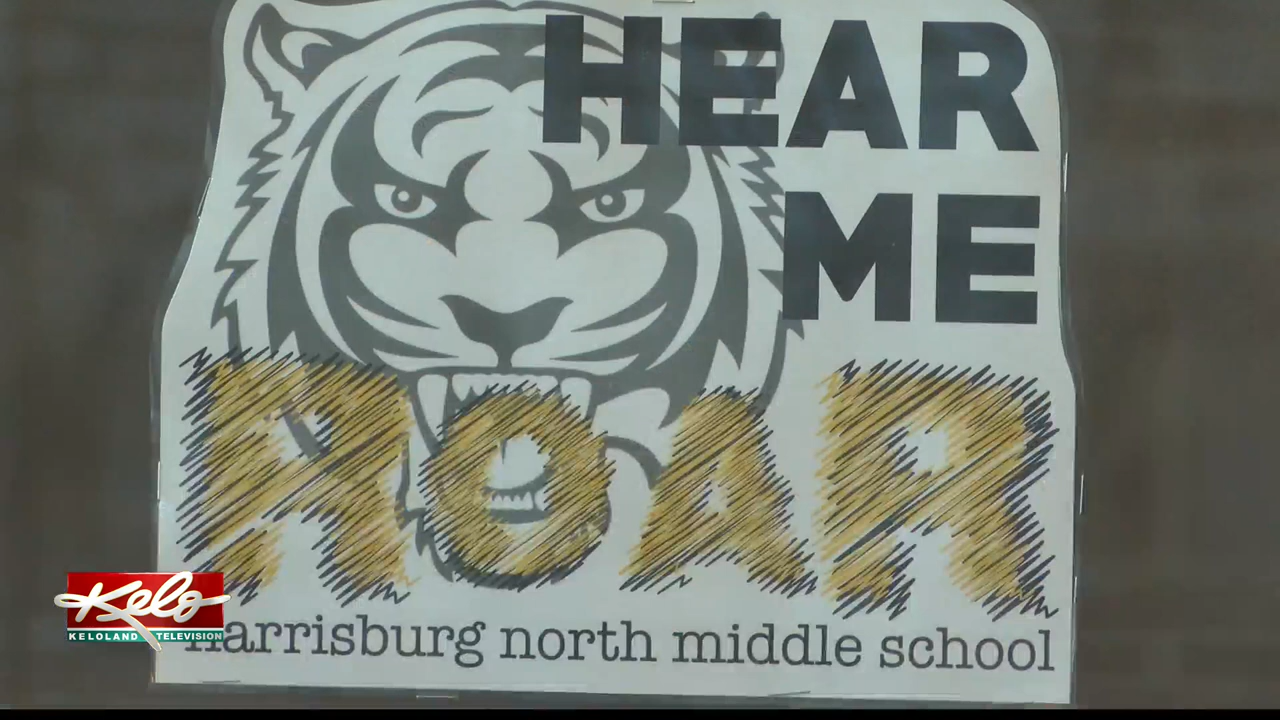 HEAR
ME
ROAR
harrisburg north middle school
Kelo
KELOLAND TELEVISION